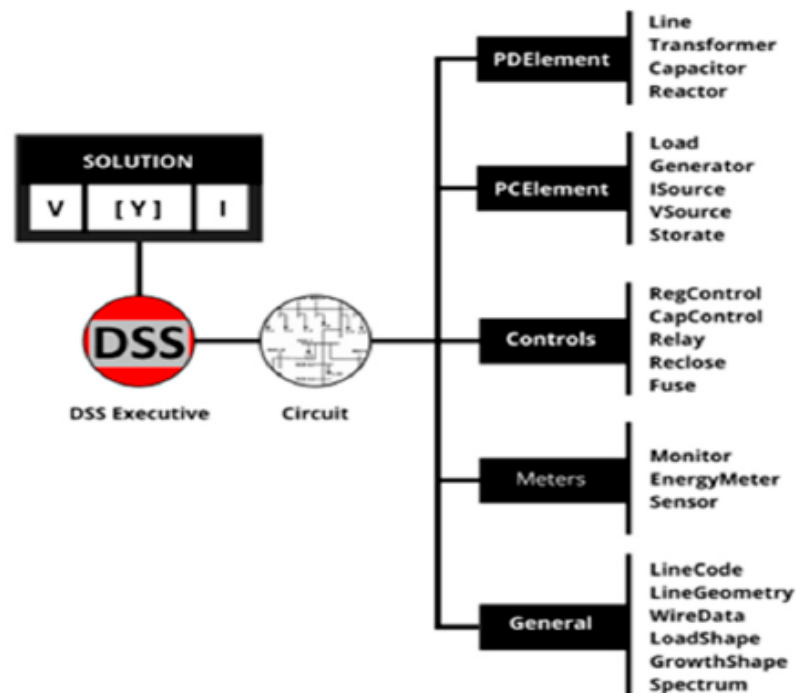 SOLUTION
V [ Y ] I
DSS
DSS Executive
Circuit
PDElement
Line
Transformer
Capacitor
Reactor
PCElement
Load
Generator
ISource
VSource
Storate
Controls
RegControl
CapControl
Relay
Reclose
Fuse
Meters
Monitor
EnergyMeter
Sensor
General
LineCode
LineGeometry
WireData
LoadShape
GrowthShape
Spectrum